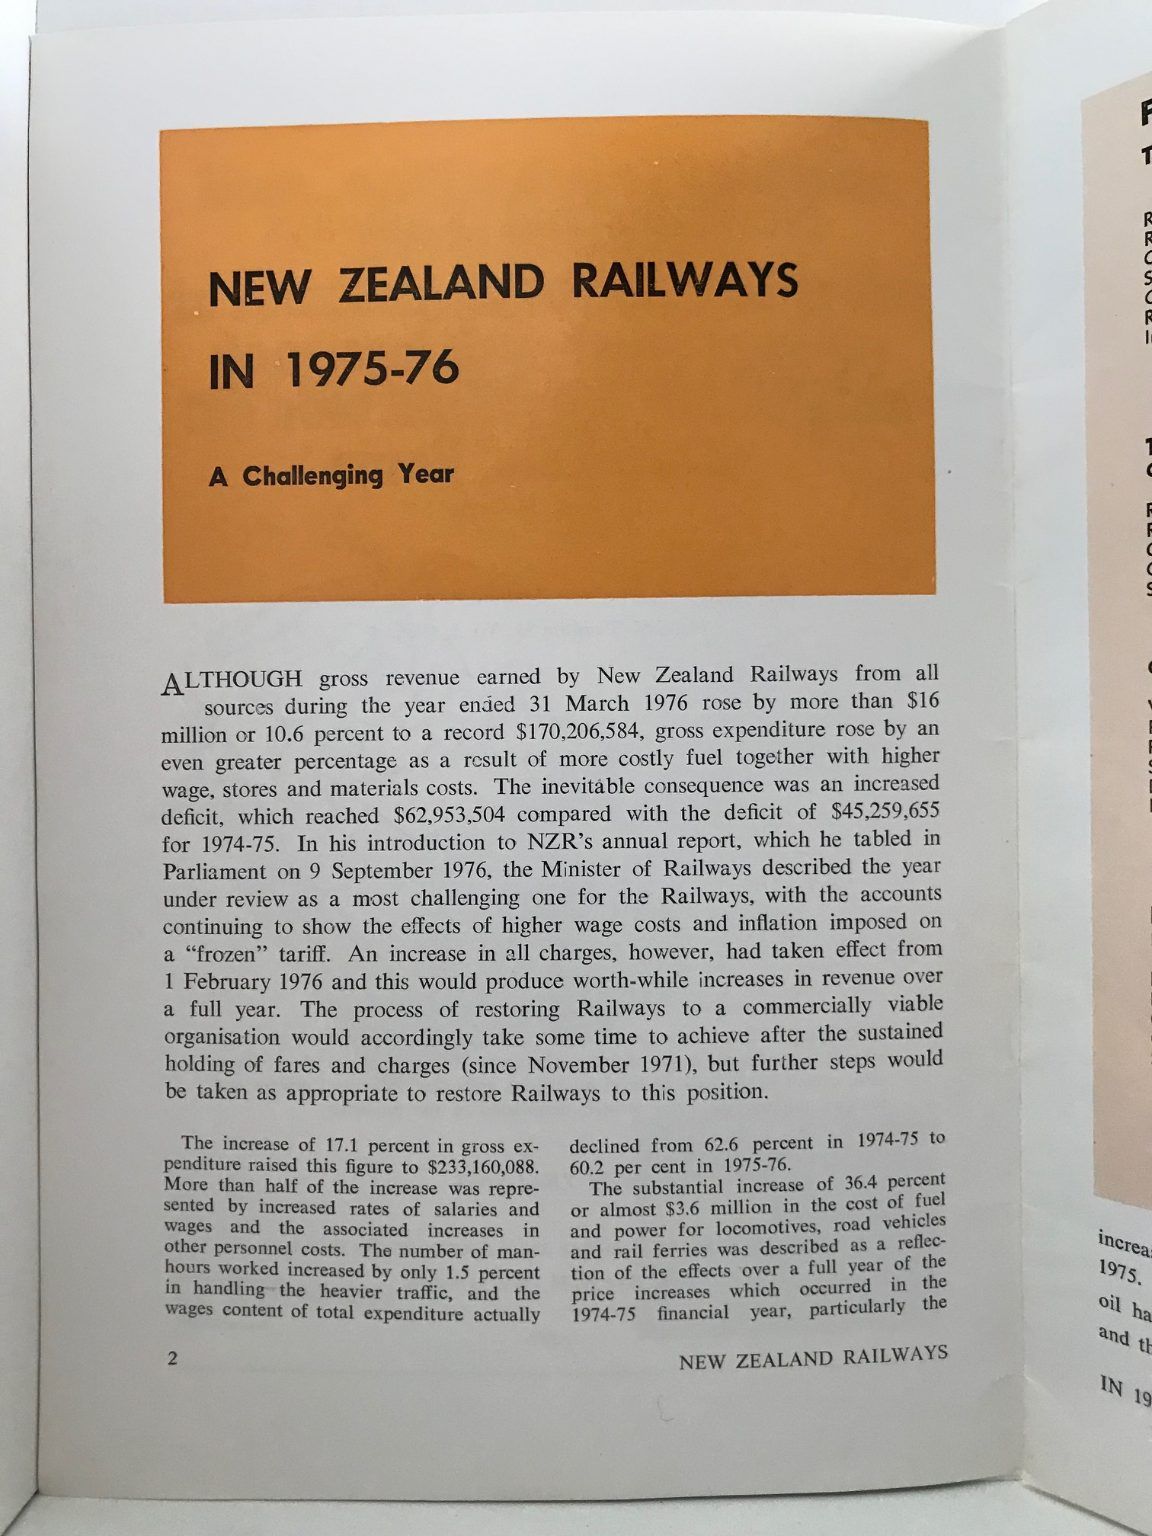 NEW ZEALAND RAILWAYS
IN 1975-76
A Challenging Year
ALTHOUGH gross revenue earned by New Zealand Railways from all
sources during the year ended 31 March 1976 rose by more than $16
million or 10.6 percent to a record $170,206,584, gross expenditure rose by an
even greater percentage as a result of more costly fuel together with higher
wage, stores and materials costs. The inevitable consequence was an increased
deficit, which reached $62,953,504 compared with the deficit of $45,259,655
for 1974-75. In his introduction to NZR's annual report, which he tabled in
Parliament on 9 September 1976, the Minister of Railways described the year
under review as a most challenging one for the Railways, with the accounts
continuing to show the effects of higher wage costs and inflation imposed on
a “frozen” tariff. An increase in all charges, however, had taken effect from
1 February 1976 and this would produce worth-while increases in revenue over
a full year. The process of restoring Railways to a commercially viable
organisation would accordingly take some time to achieve after the sustained
holding of fares and charges (since November 1971), but further steps would
be taken as appropriate to restore Railways to this position.
The increase of 17.1 percent in gross ex-
penditure raised this figure to $233,160,088.
More than half of the increase was repre-
sented by increased rates of salaries and
wages and the associated increases in
other personnel costs. The number of man-
hours worked increased by only 1.5 percent
in handling the heavier traffic, and the
wages content of total expenditure actually
declined from 62.6 percent in 1974-75 to
60.2 per cent in 1975-76.
The substantial increase of 36.4 percent
or almost $3.6 million in the cost of fuel
and power for locomotives, road vehicles
and rail ferries was described as a reflec-
tion of the effects over a full year of the
price increases which occurred in the
1974-75 financial year, particularly the
2
NEW ZEALAND RAILWAYS
1975.
oil
and
IN